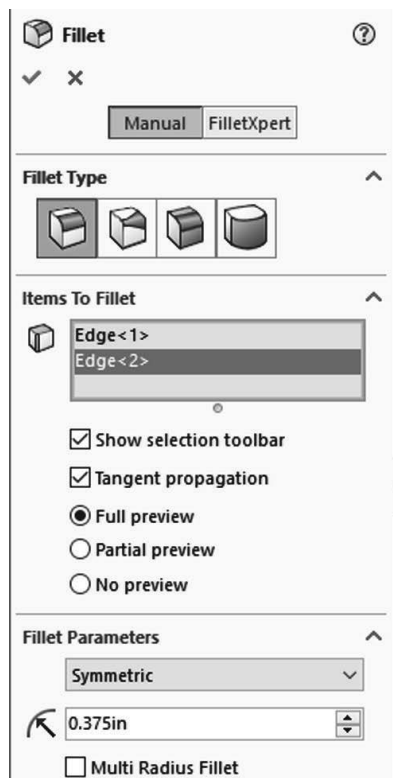 Fillet
Manual FilletXpert
Fillet Type
Items To Fillet
Edge<1>
Edge<2>
Show selection toolbar
Tangent propagation
Full preview
Partial preview
No preview
Fillet Parameters
Symmetric
0.375in
Multi Radius Fillet